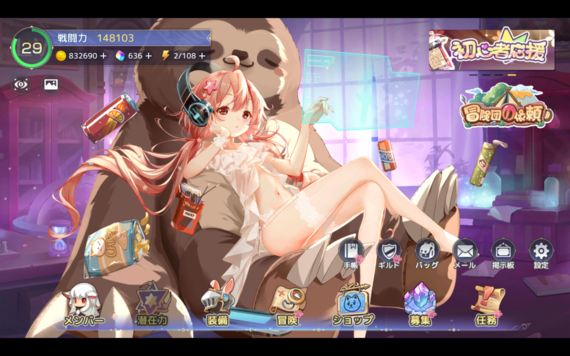 29
戦闘力 148103
832690 +
636 +
2/108 +
初心者応援
冒険団の依頼
手帳
ギルド
バッグ
メール
掲示板
設定
メンバー
潜在力
装備
冒険
ショップ
募集
任務